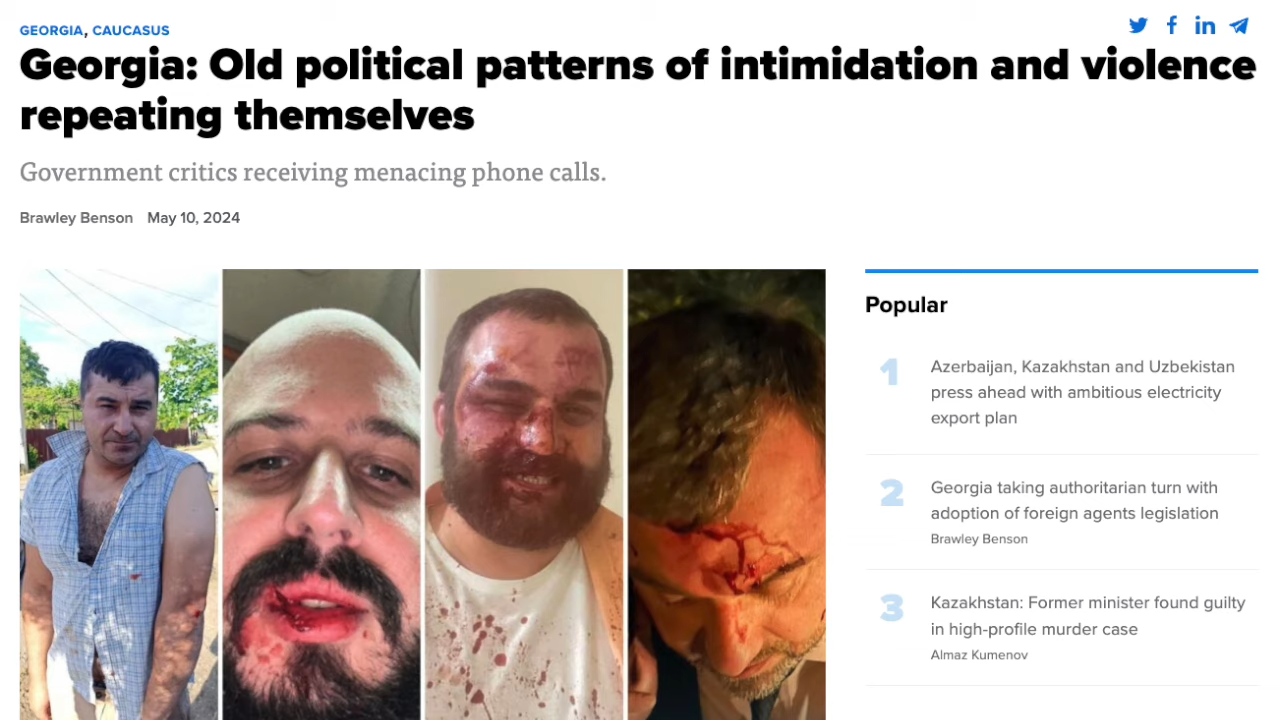 GEORGIA, CAUCASUS
Georgia: Old political patterns of intimidation and violence
repeating themselves
Government critics receiving menacing phone calls.
Brawley Benson May 10, 2024
Popular
1
Azerbaijan, Kazakhstan and Uzbekistan
press ahead with ambitious electricity
export plan
2
Georgia taking authoritarian turn with
adoption of foreign agents legislation
Brawley Benson
3
Kazakhstan: Former minister found guilty
in high-profile murder case
Almaz Kumenov